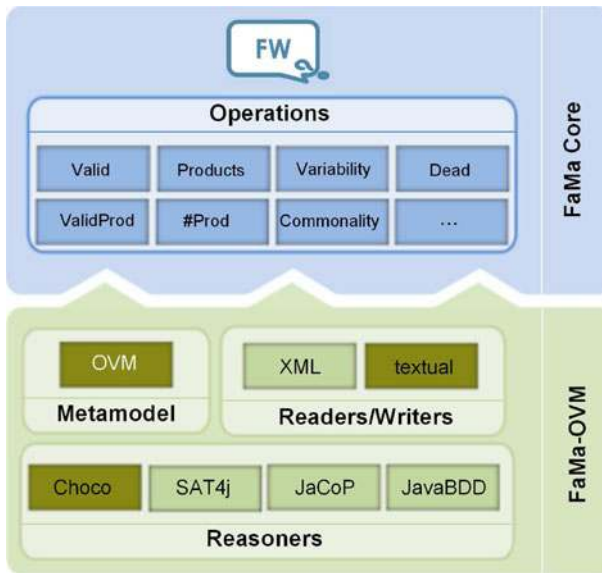 FW
Operations
Valid Products Variability Dead
ValidProd #Prod Commonality ...
FaMa Core
OVM
Metamodel
XML textual
Readers/Writers
Choco SAT4j JaCoP JavaBDD
Reasoners
FaMa-OVM